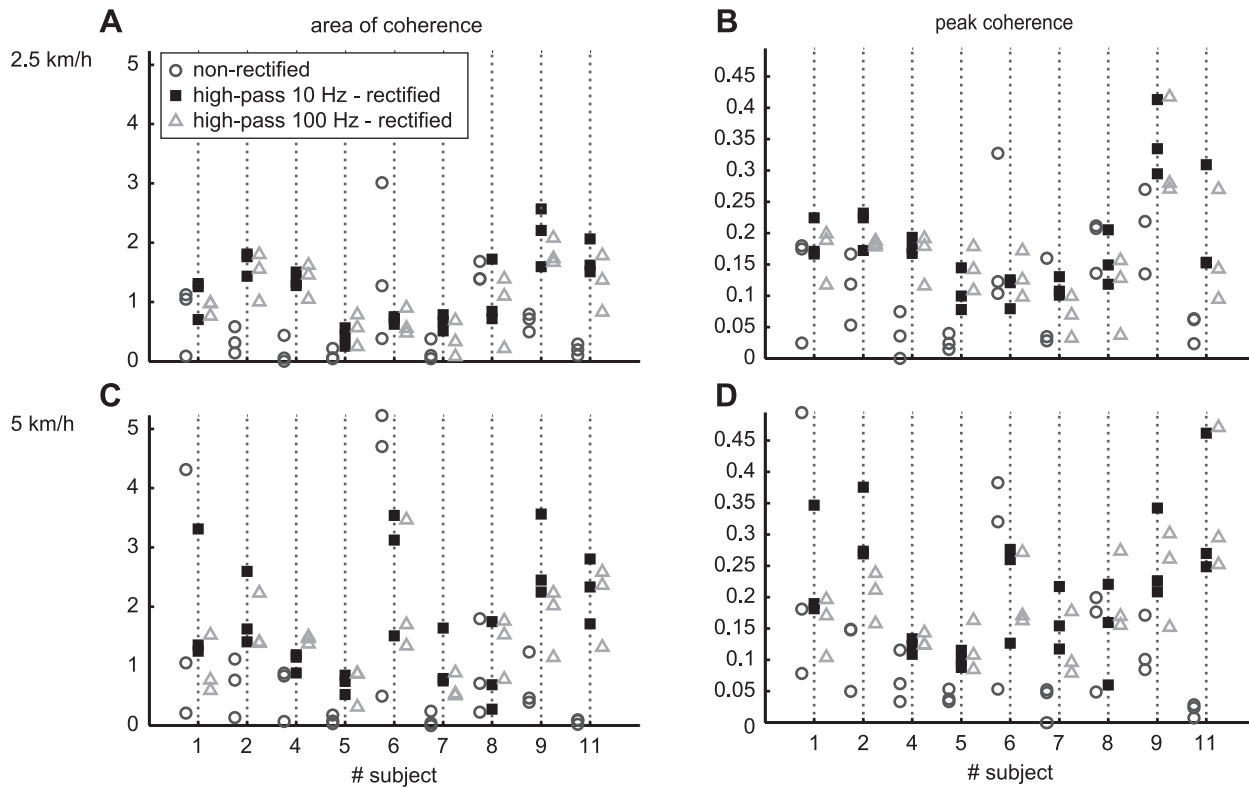 A
area of coherence
B
peak coherence
2.5 km/h
non-rectified
high-pass 10 Hz - rectified
high-pass 100 Hz - rectified
5
4
3
2
1
0
0.45
0.4
0.35
0.3
0.25
0.2
0.15
0.1
0.05
0
C
D
5 km/h
5
4
3
2
1
0
1 2 4 5 6 7 8 9 11
# subject
0.45
0.4
0.35
0.3
0.25
0.2
0.15
0.1
0.05
0
1 2 4 5 6 7 8 9 11
# subject